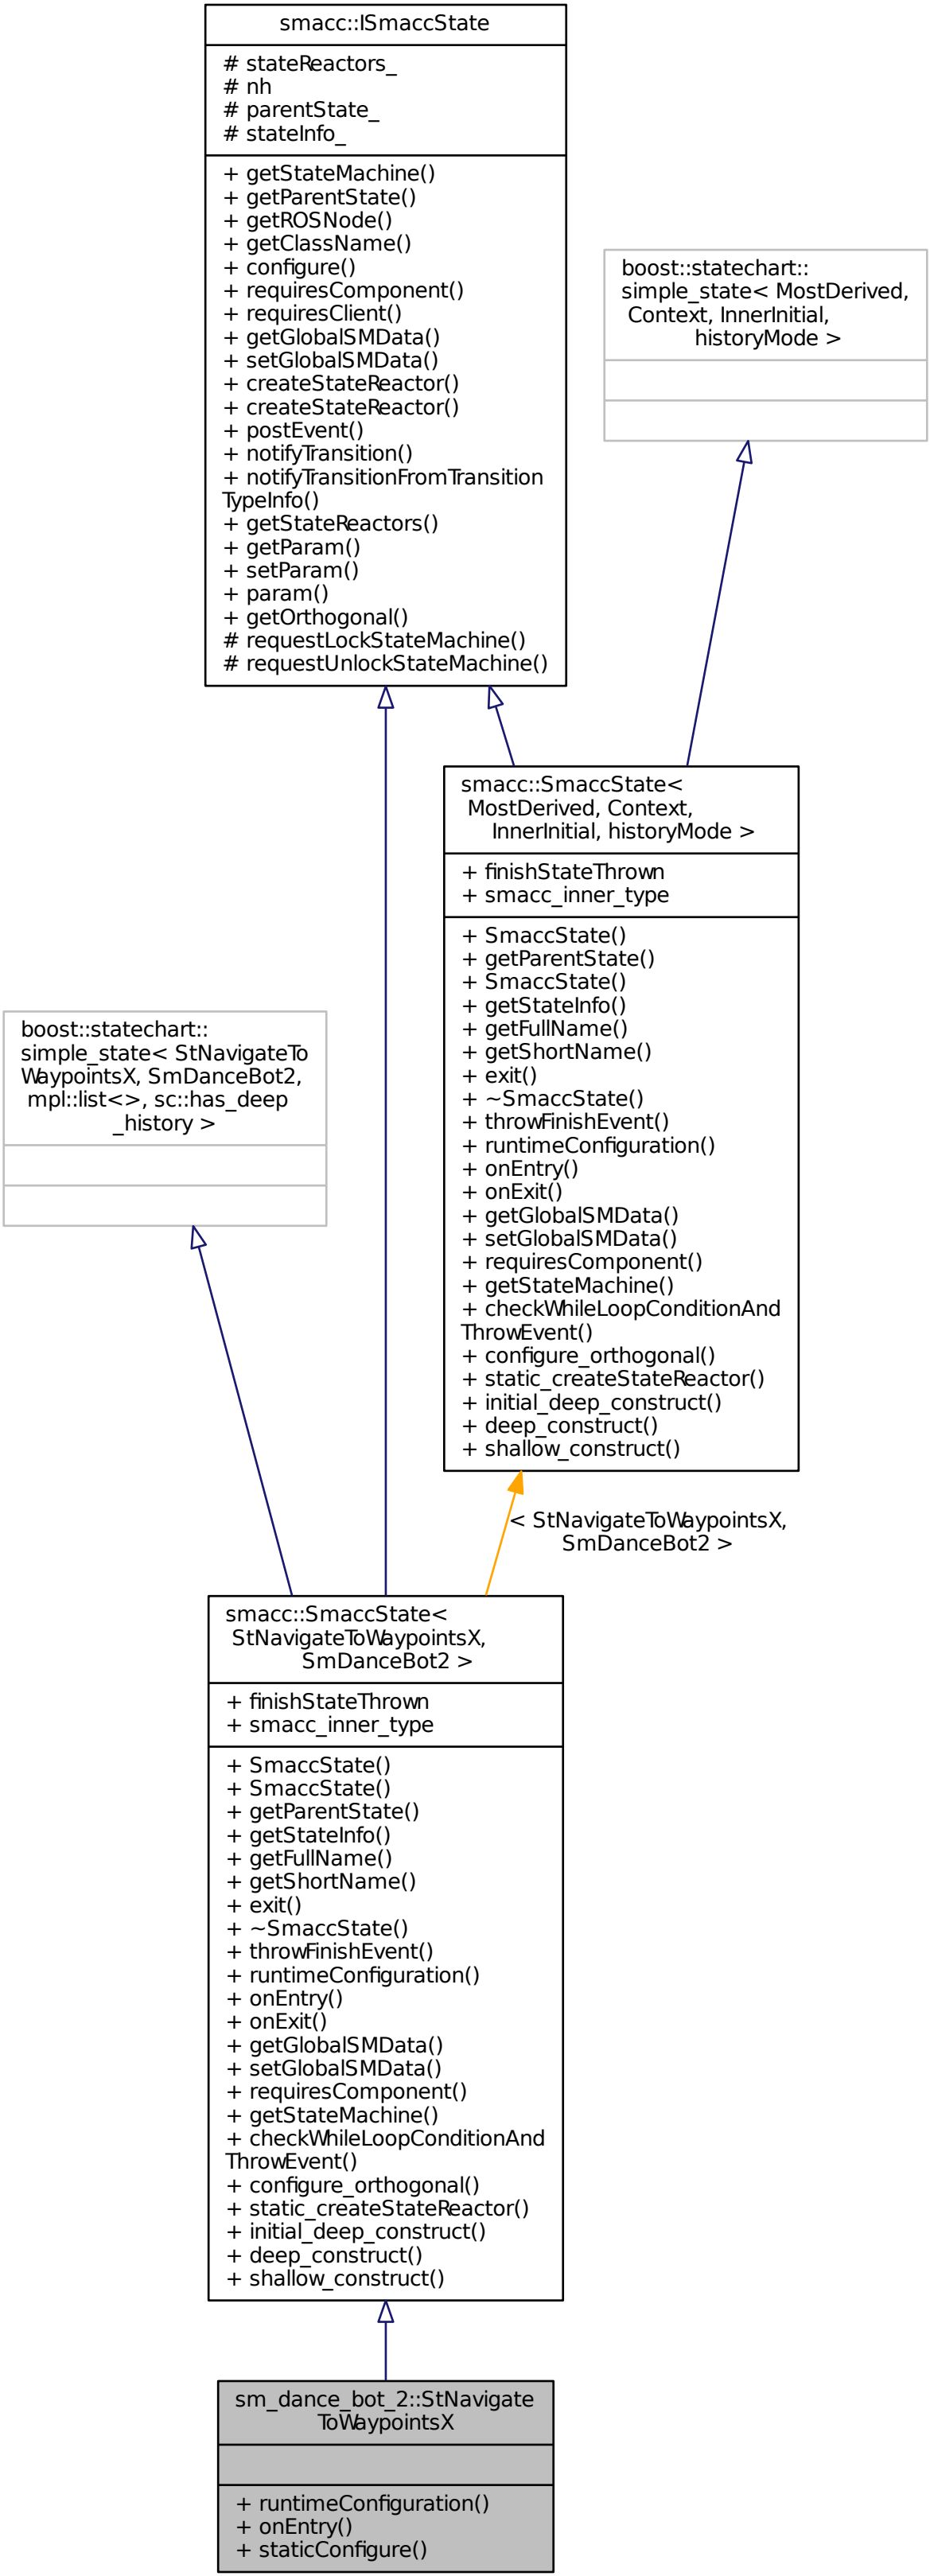 smacc::ISmaccState
# stateReactors_
# nh
# parentState_
# stateInfo_
+ getStateMachine()
+ getParentState()
+ getROSNode()
+ getClassName()
+ configure()
+ requiresComponent()
+ requiresClient()
+ getGlobalSMData()
+ setGlobalSMData()
+ createStateReactor()
+ createStateReactor()
+ postEvent()
+ notifyTransition()
+ notifyTransitionFromTransition
TypeInfo()
+ getStateReactors()
+ getParam()
+ setParam()
+ param()
+ getOrthogonal()
# requestLockStateMachine()
# requestUnlockStateMachine()
boost::statechart::
simple_state< MostDerived,
Context, InnerInitial,
historyMode >
smacc::SmaccState<
MostDerived, Context,
InnerInitial, historyMode >
+ finishStateThrown
+ smacc_inner_type
+ SmaccState()
+ getParentState()
+ SmaccState()
+ getStateInfo()
+ getFullName()
+ getShortName()
+ exit()
+ ~SmaccState()
+ throwFinishEvent()
+ runtimeConfiguration()
+ onEntry()
+ onExit()
+ getGlobalSMData()
+ setGlobalSMData()
+ requiresComponent()
+ getStateMachine()
+ checkWhileLoopConditionAnd
ThrowEvent()
+ configure_orthogonal()
+ static_createStateReactor()
+ initial_deep_construct()
+ deep_construct()
+ shallow_construct()
boost::statechart::
simple_state< StNavigateTo
WaypointsX, SmDanceBot2,
mpl::list<>, sc::has_deep
_history >
< StNavigateToWaypointsX,
SmDanceBot2 >
smacc::SmaccState<
StNavigateToWaypointsX,
SmDanceBot2 >
+ finishStateThrown
+ smacc_inner_type
+ SmaccState()
+ SmaccState()
+ getParentState()
+ getStateInfo()
+ getFullName()
+ getShortName()
+ exit()
+ ~SmaccState()
+ throwFinishEvent()
+ runtimeConfiguration()
+ onEntry()
+ onExit()
+ getGlobalSMData()
+ setGlobalSMData()
+ requiresComponent()
+ getStateMachine()
+ checkWhileLoopConditionAnd
ThrowEvent()
+ configure_orthogonal()
+ static_createStateReactor()
+ initial_deep_construct()
+ deep_construct()
+ shallow_construct()
sm_dance_bot_2::StNavigate
ToWaypointsX
+ runtimeConfiguration()
+ onEntry()
+ staticConfigure()